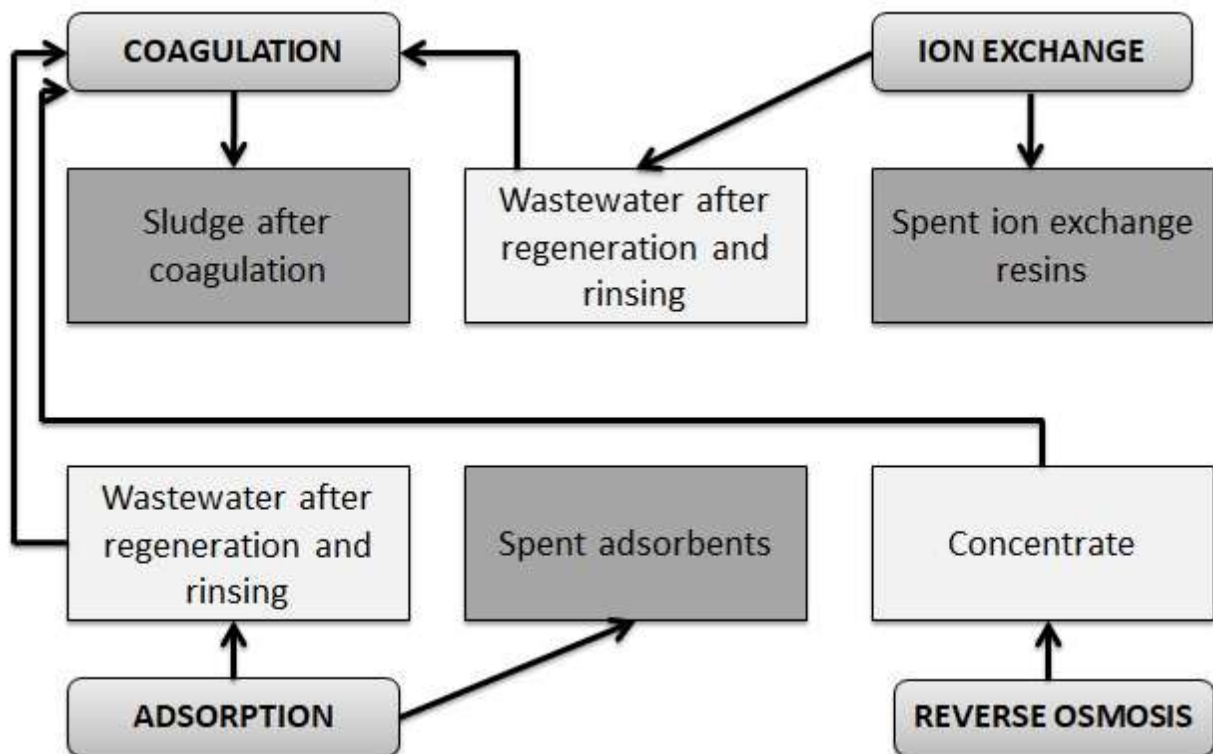 COAGULATION
ION EXCHANGE
Sludge after
coagulation
Wastewater after
regeneration and
rinsing
Spent ion exchange
resins
Wastewater after
regeneration and
rinsing
Spent adsorbents
Concentrate
ADSORPTION
REVERSE OSMOSIS